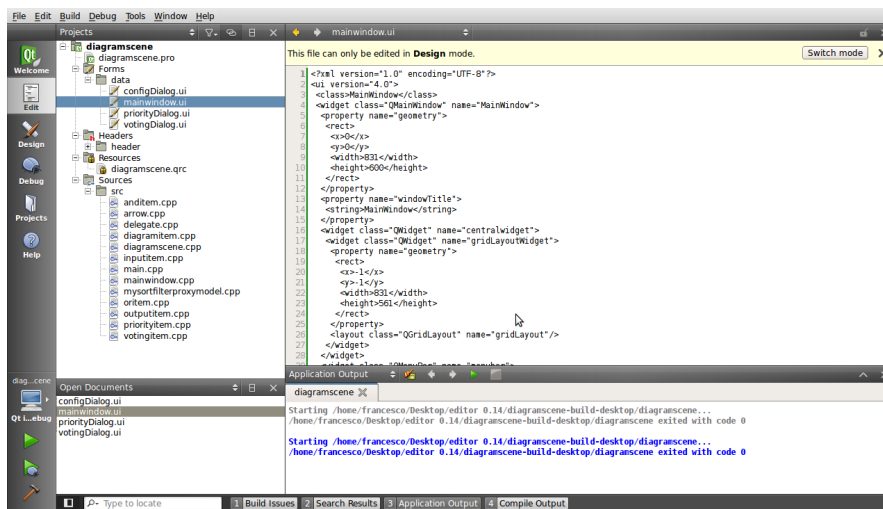 File Edit Build Debug Tools Window Help
Projects
mainwindow.ui
Welcome
Edit
Design
Debug
Projects
Help
diagramscene
diagramscene.pro
Forms
data
configDialog.ui
mainwindow.ui
priorityDialog.ui
votingDialog.ui
Headers
header
Resources
diagramscene.qrc
Sources
src
anditem.cpp
arrow.cpp
delegate.cpp
diagramitem.cpp
diagramscene.cpp
inputitem.cpp
main.cpp
mainwindow.cpp
mysortfilterproxymodel.cpp
oritem.cpp
outputitem.cpp
priorityitem.cpp
votingitem.cpp
This file can only be edited in Design mode.
Switch mode
1 <?xml version="1.0" encoding="UTF-8"?>
2 <ui version="4.0">
3 <class>MainWindow</class>
4 <widget class="QMainWindow" name="MainWindow">
5 <property name="geometry">
6 <rect>
7 <x>0</x>
8 <y>0</y>
9 <width>831</width>
10 <height>600</height>
11 </rect>
12 </property>
13 <property name="windowTitle">
14 <string>MainWindow</string>
15 </property>
16 <widget class="QWidget" name="centralwidget">
17 <widget class="QWidget" name="gridLayoutWidget">
18 <property name="geometry">
19 <rect>
20 <x>-1</x>
21 <y>-1</y>
22 <width>831</width>
23 <height>561</height>
24 </rect>
25 </property>
26 <layout class="QGridLayout" name="gridLayout"/>
27 </widget>
28 </widget>
diag...cene
Qt i...ebug
Open Documents
configDialog.ui
mainwindow.ui
priorityDialog.ui
votingDialog.ui
Application Output
diagramscene
Starting /home/francesco/Desktop/editor 0.14/diagramscene-build-desktop/diagramscene...
/home/francesco/Desktop/editor 0.14/diagramscene-build-desktop/diagramscene exited with code 0
Starting /home/francesco/Desktop/editor 0.14/diagramscene-build-desktop/diagramscene...
/home/francesco/Desktop/editor 0.14/diagramscene-build-desktop/diagramscene exited with code 0
Type to locate
1 Build Issues 2 Search Results 3 Application Output 4 Compile Output